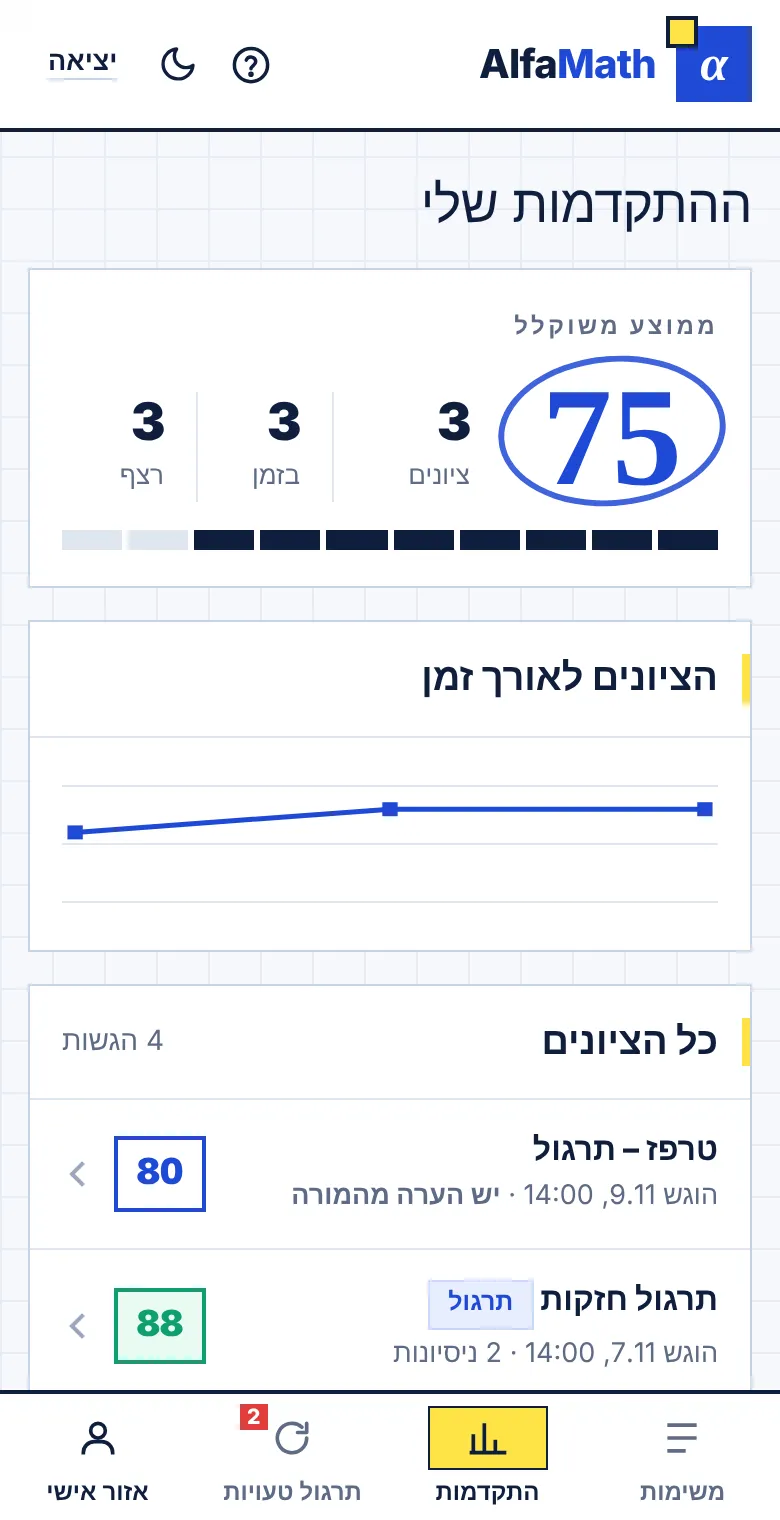 α AlfaMath
יציאה
ההתקדמות שלי
ממוצע משוקלל
75
3 ציונים
3 בזמן
3 רצף
הציונים לאורך זמן
כל הציונים
4 הגשות
טרפז – תרגול
הוגש 9.11, 14:00 · יש הערה מהמורה
80
תרגול חזקות תרגול
הוגש 7.11, 14:00 · 2 ניסיונות
88
משימות
התקדמות
2
תרגול טעויות
אזור אישי